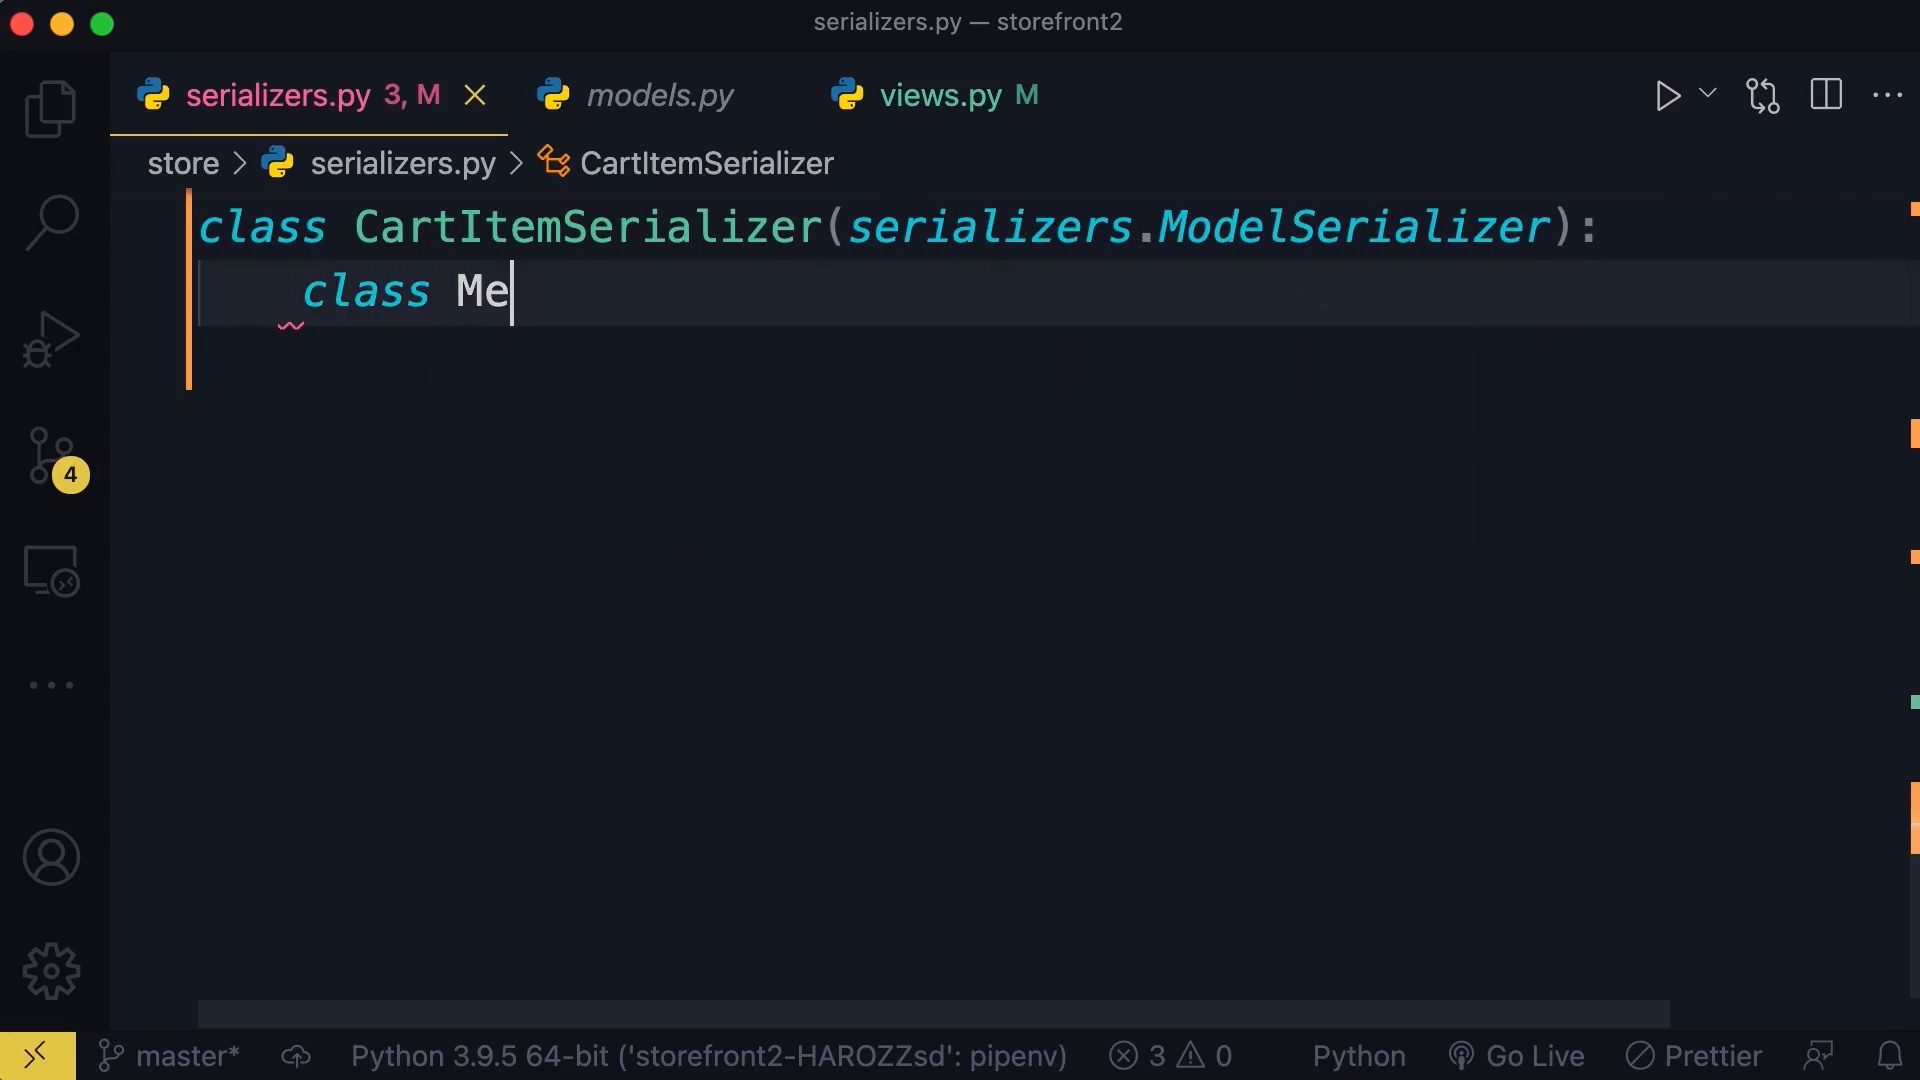 serializers.py — storefront2
serializers.py 3, M models.py views.py M
store > serializers.py > CartItemSerializer
class CartItemSerializer(serializers.ModelSerializer):
class Me
4
master* Python 3.9.5 64-bit ('storefront2-HAROZZsd': pipenv) 3 0 Python Go Live Prettier